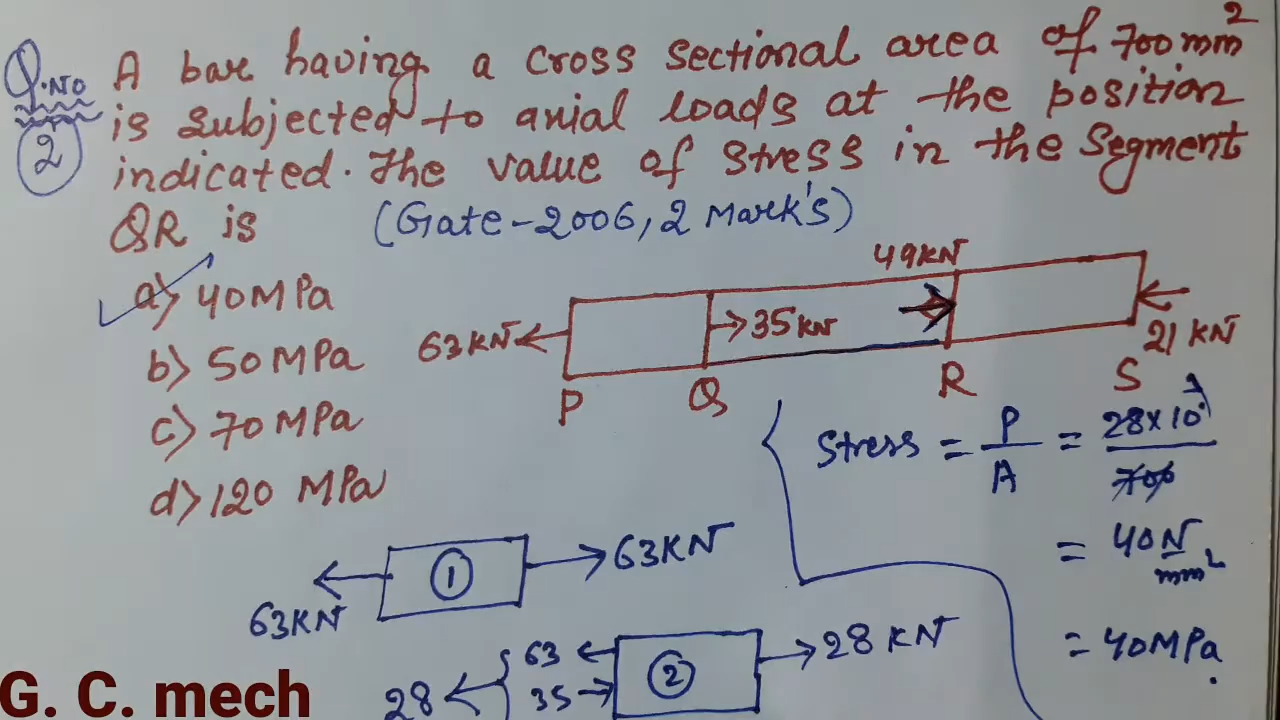 Q.No 2 A bar having a cross sectional area of 700 mm²
is subjected to axial loads at the position
indicated. The value of stress in the segment
QR is (Gate-2006, 2 Mark's)
a) 40 MPa
b) 50 MPa
c) 70 MPa
d) 120 MPa
49 KN
63 KN 35 KN
21 KN
P Q R S
Stress = P/A = 28×10³/700
= 40 N/mm²
= 40 MPa.
63 KN 1 63 KN
63 2 28 KN
28 35
G. C. mech